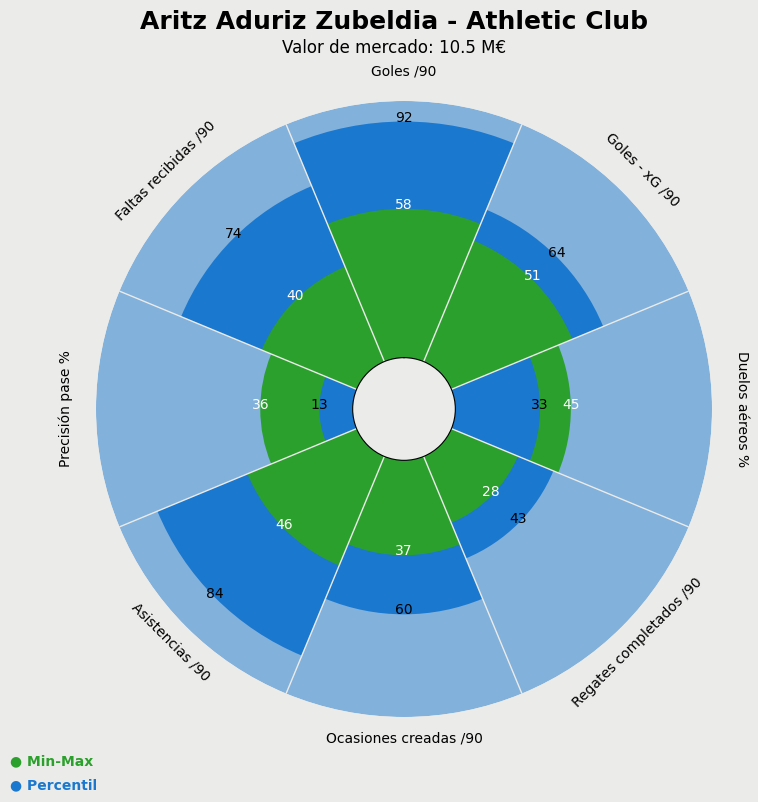 Aritz Aduriz Zubeldia - Athletic Club
Valor de mercado: 10.5 M€
Goles /90
92
58
Goles - xG /90
64
51
Duelos aéreos %
33
45
Regates completados /90
28
43
Ocasiones creadas /90
37
60
Asistencias /90
46
84
Precisión pase %
36
13
Faltas recibidas /90
74
40
Min-Max
Percentil